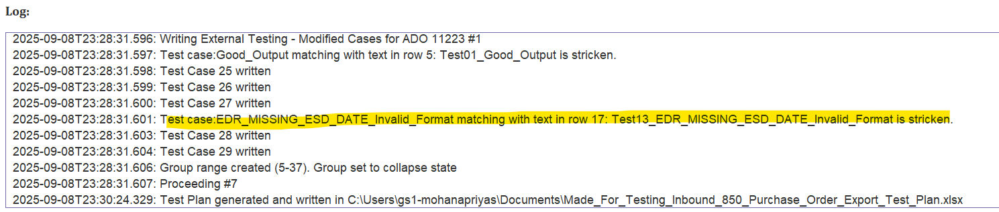 Log:
2025-09-08T23:28:31.596: Writing External Testing - Modified Cases for ADO 11223 #1
2025-09-08T23:28:31.597: Test case:Good_Output matching with text in row 5: Test01_Good_Output is stricken.
2025-09-08T23:28:31.598: Test Case 25 written
2025-09-08T23:28:31.599: Test Case 26 written
2025-09-08T23:28:31.600: Test Case 27 written
2025-09-08T23:28:31.601: Test case:EDR_MISSING_ESD_DATE_Invalid_Format matching with text in row 17: Test13_EDR_MISSING_ESD_DATE_Invalid_Format is stricken.
2025-09-08T23:28:31.603: Test Case 28 written
2025-09-08T23:28:31.604: Test Case 29 written
2025-09-08T23:28:31.606: Group range created (5-37). Group set to collapse state
2025-09-08T23:28:31.607: Proceeding #7
2025-09-08T23:30:24.329: Test Plan generated and written in C:\Users\gs1-mohanapriyas\Documents\Made_For_Testing_Inbound_850_Purchase_Order_Export_Test_Plan.xlsx